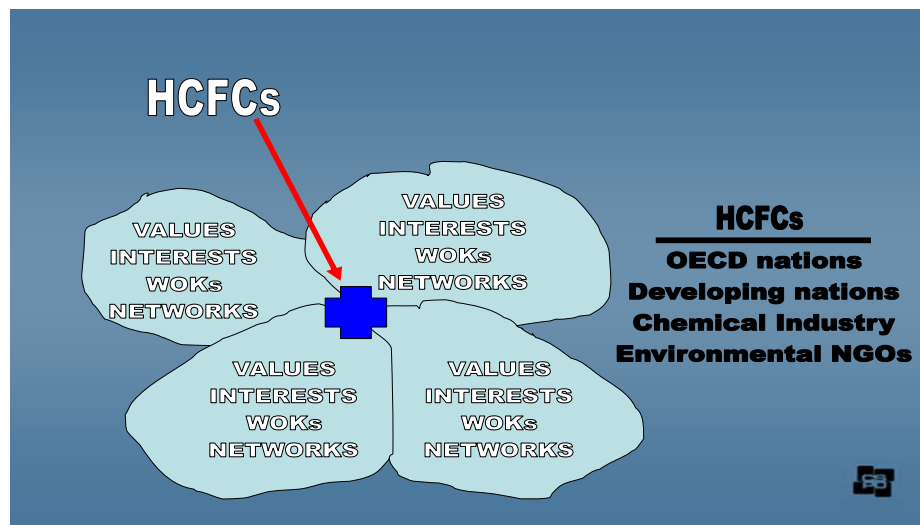 HCFCs
VALUES
INTERESTS
WOKs
NETWORKS
VALUES
INTERESTS
WOKs
NETWORKS
VALUES
INTERESTS
WOKs
NETWORKS
VALUES
INTERESTS
WOKs
NETWORKS
HCFCs
OECD nations
Developing nations
Chemical Industry
Environmental NGOs